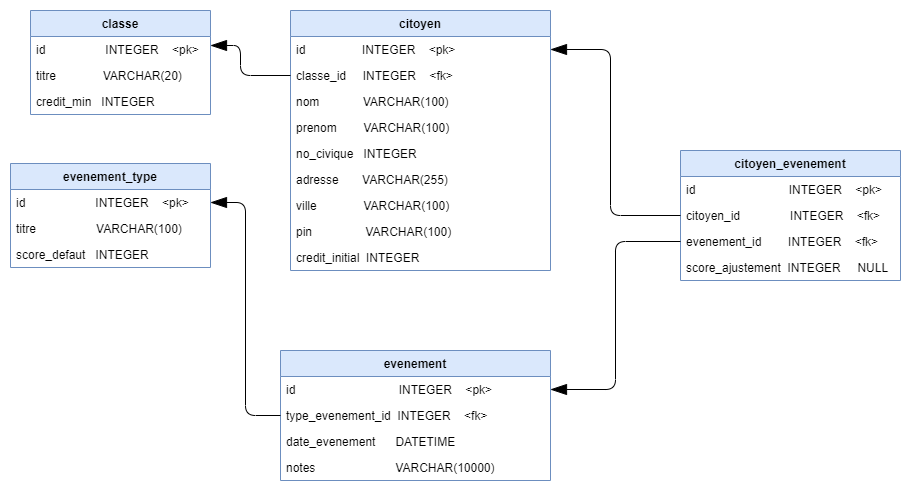 classe
id INTEGER <pk>
titre VARCHAR(20)
credit_min INTEGER
citoyen
id INTEGER <pk>
classe_id INTEGER <fk>
nom VARCHAR(100)
prenom VARCHAR(100)
no_civique INTEGER
adresse VARCHAR(255)
ville VARCHAR(100)
pin VARCHAR(100)
credit_initial INTEGER
evenement_type
id INTEGER <pk>
titre VARCHAR(100)
score_defaut INTEGER
citoyen_evenement
id INTEGER <pk>
citoyen_id INTEGER <fk>
evenement_id INTEGER <fk>
score_ajustement INTEGER NULL
evenement
id INTEGER <pk>
type_evenement_id INTEGER <fk>
date_evenement DATETIME
notes VARCHAR(10000)